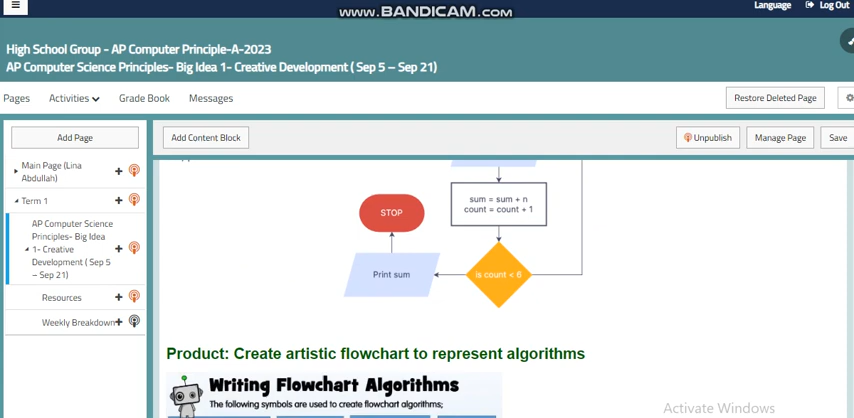 www.BANDICAM.com
Language Log Out
High School Group - AP Computer Principle-A-2023
AP Computer Science Principles- Big Idea 1- Creative Development ( Sep 5 – Sep 21)
Pages Activities Grade Book Messages Restore Deleted Page
Add Page Add Content Block Unpublish Manage Page Save
Main Page (Lina
Abdullah)
Term 1
AP Computer Science
Principles- Big Idea
1- Creative
Development ( Sep 5
– Sep 21)
Resources
Weekly Breakdown
sum = sum + n
count = count + 1
STOP
Print sum
Is count < 6
Product: Create artistic flowchart to represent algorithms
Writing Flowchart Algorithms
The following symbols are used to create flowchart algorithms;
Activate Windows